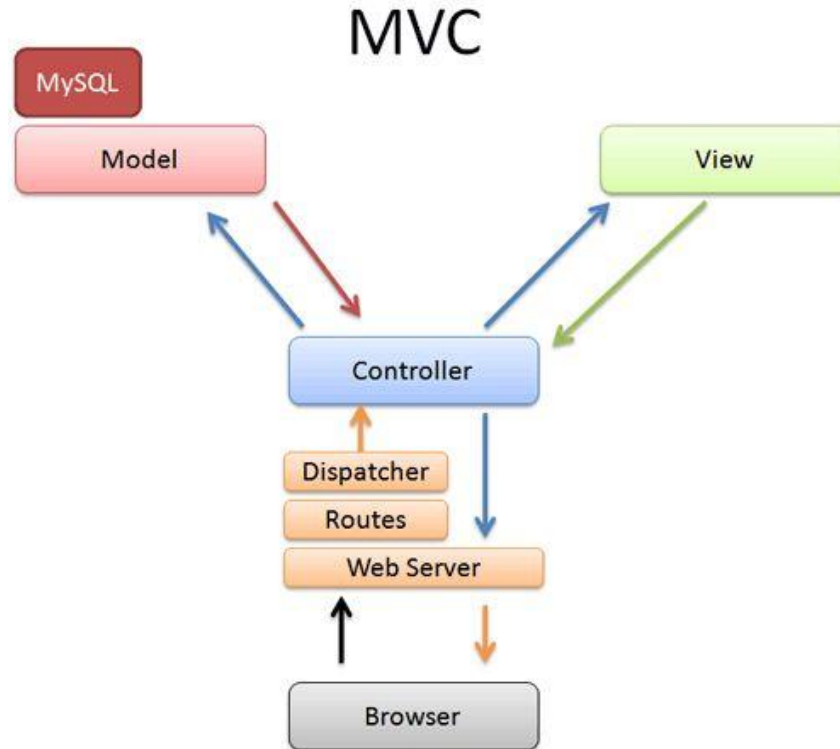 MVC
MySQL
Model
View
Controller
Dispatcher
Routes
Web Server
Browser